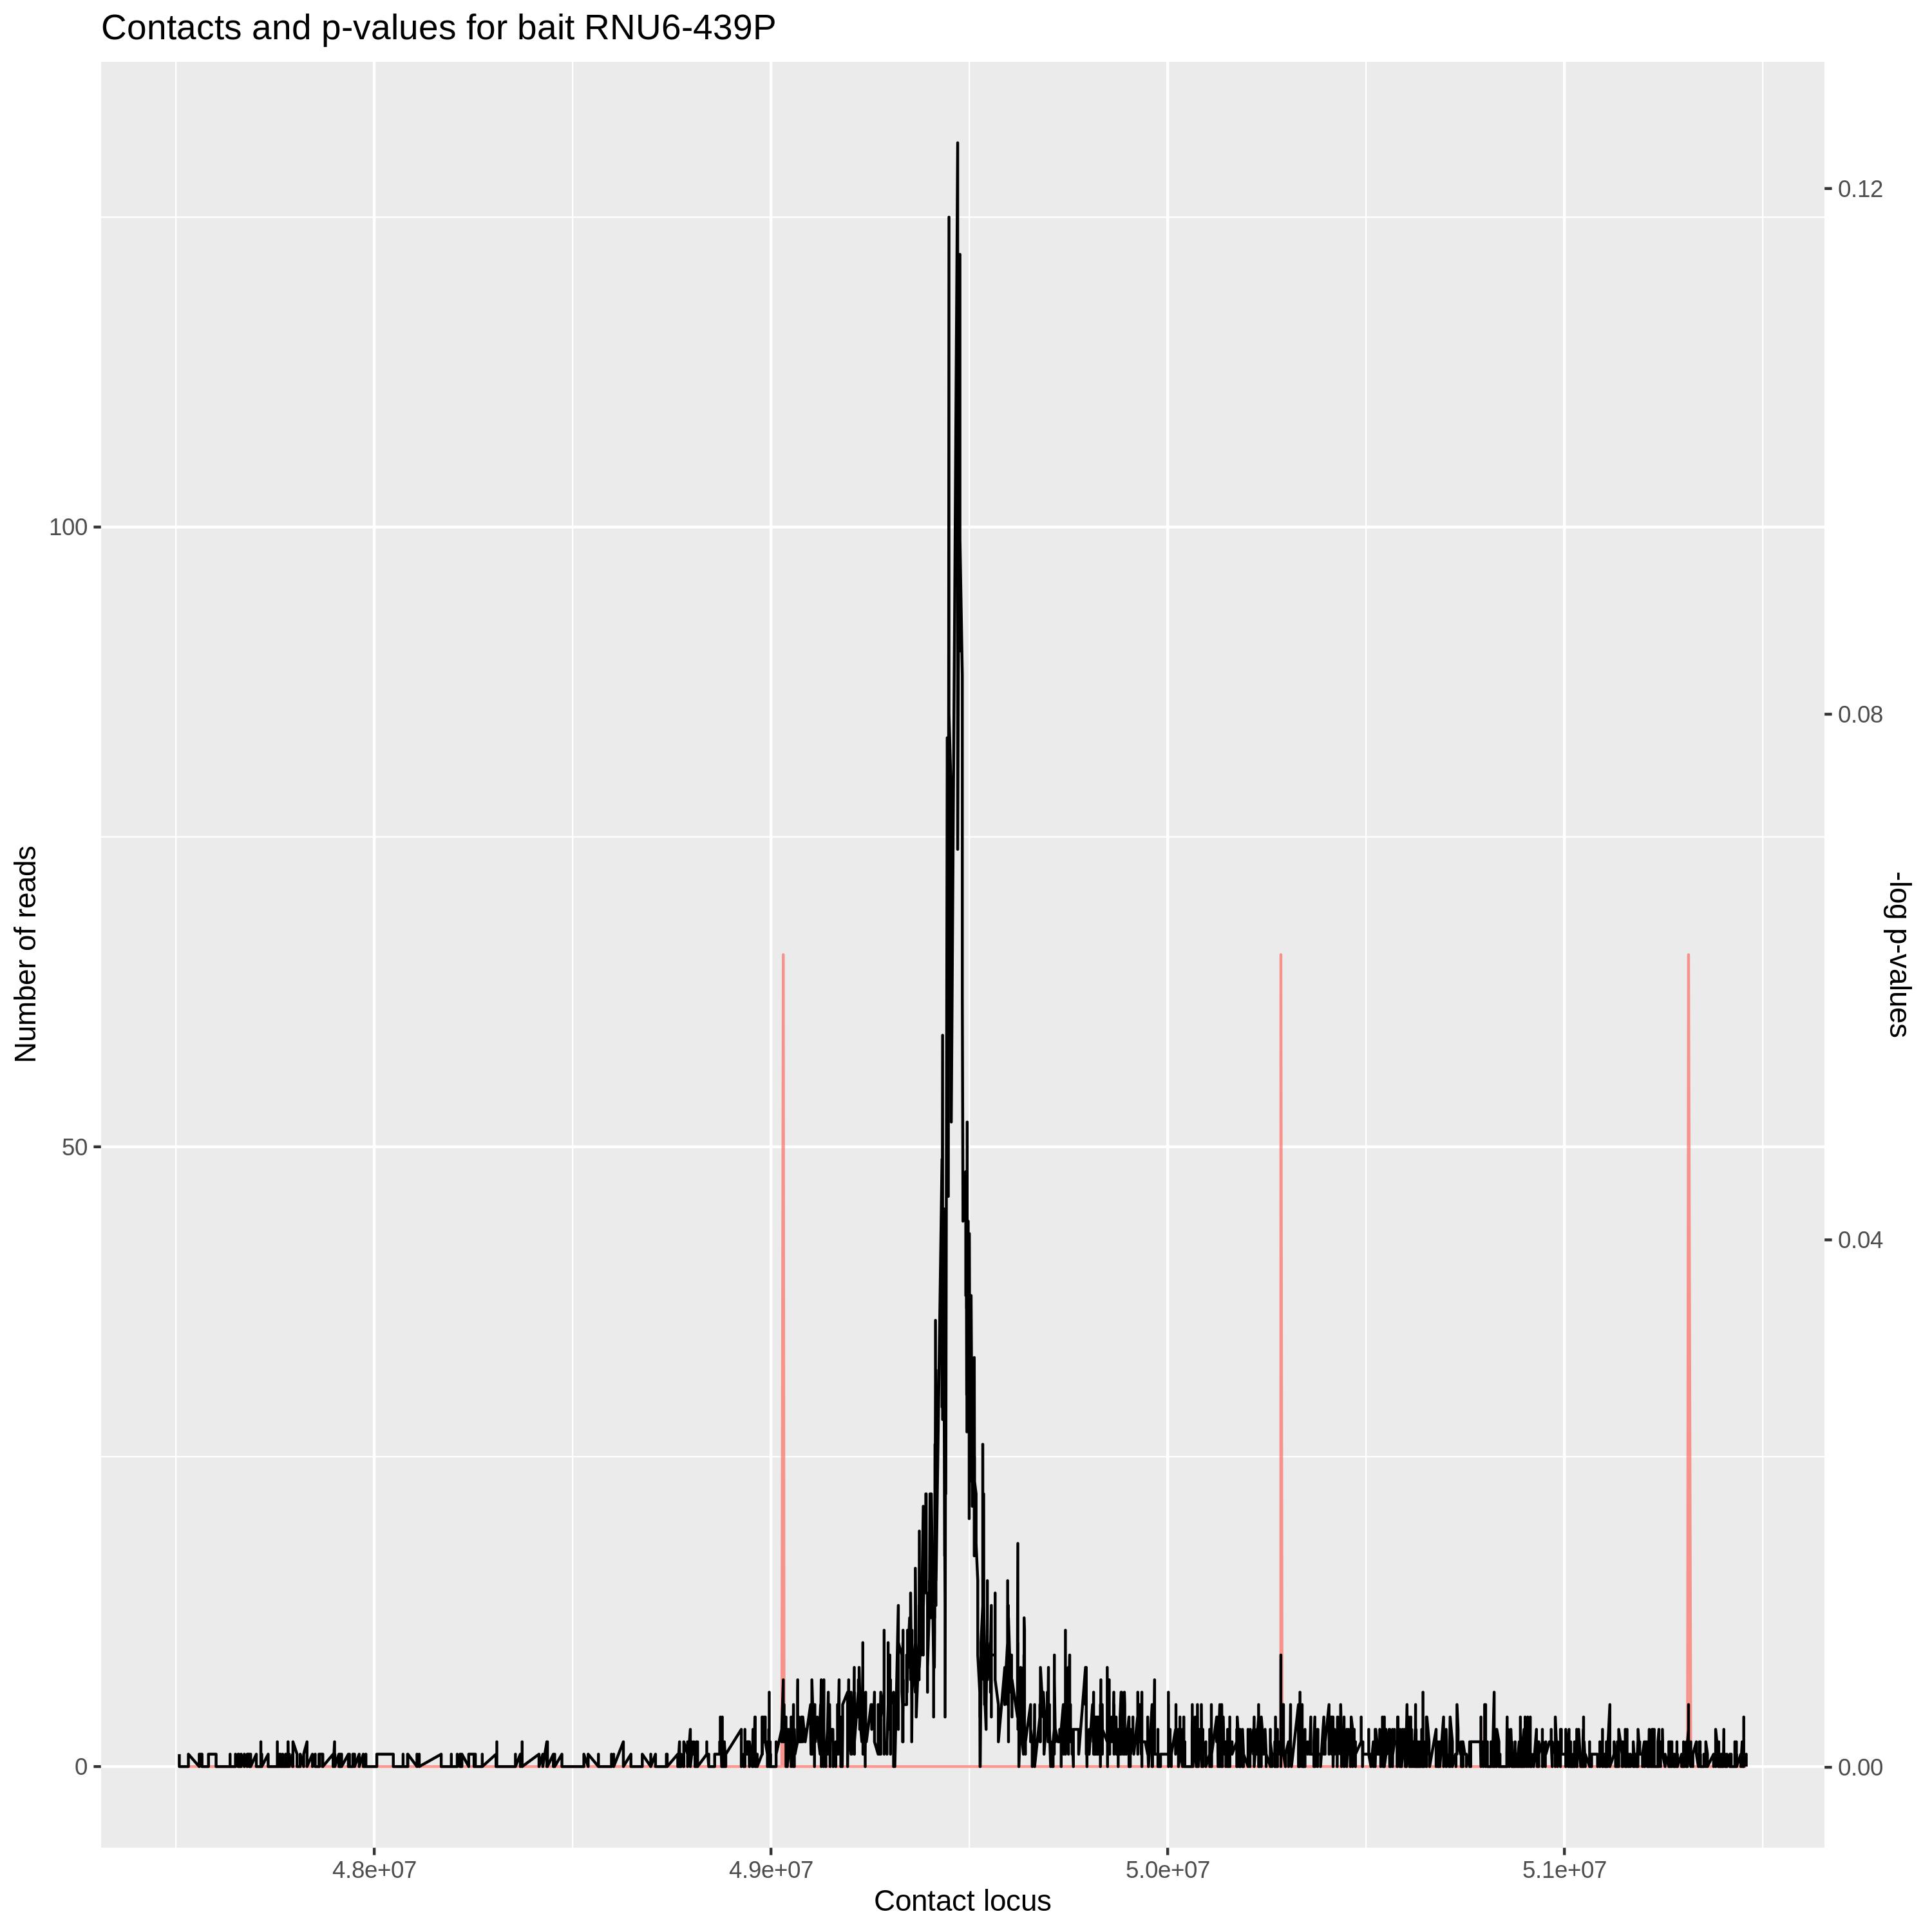 Contacts and p-values for bait RNU6-439P
Number of reads
100
50
0
0.12
0.08
0.04
0.00
-log p-values
4.8e+07
4.9e+07
5.0e+07
5.1e+07
Contact locus